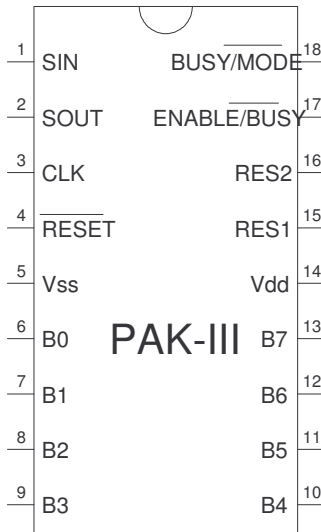 1 SIN BUSY/MODE 18
2 SOUT ENABLE/BUSY 17
3 CLK RES2 16
4 RESET RES1 15
5 Vss Vdd 14
6 B0 PAK-III B7 13
7 B1 B6 12
8 B2 B5 11
9 B3 B4 10